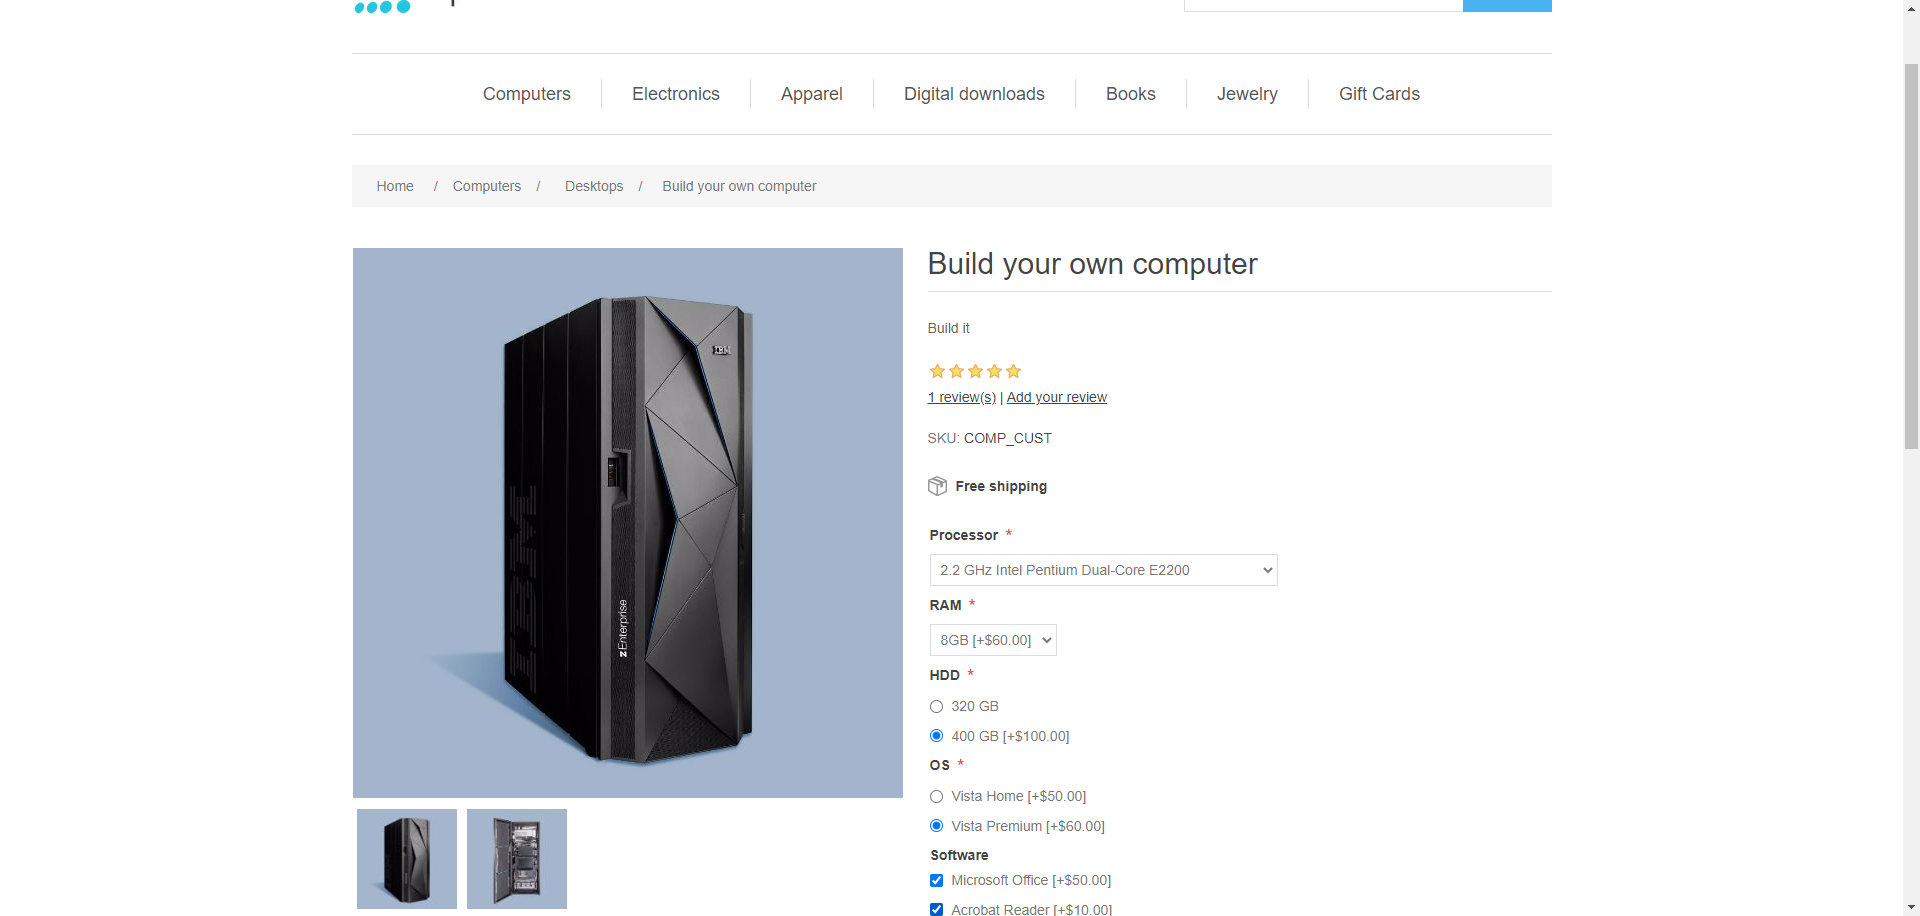 Computers
Electronics
Apparel
Digital downloads
Books
Jewelry
Gift Cards
Home / Computers / Desktops / Build your own computer
IBM
IBM
zEnterprise
Build your own computer
Build it
1 review(s) | Add your review
SKU: COMP_CUST
Free shipping
Processor *
2.2 GHz Intel Pentium Dual-Core E2200
RAM *
8GB [+$60.00]
HDD *
320 GB
400 GB [+$100.00]
OS *
Vista Home [+$50.00]
Vista Premium [+$60.00]
Software
Microsoft Office [+$50.00]
Acrobat Reader [+$10.00]